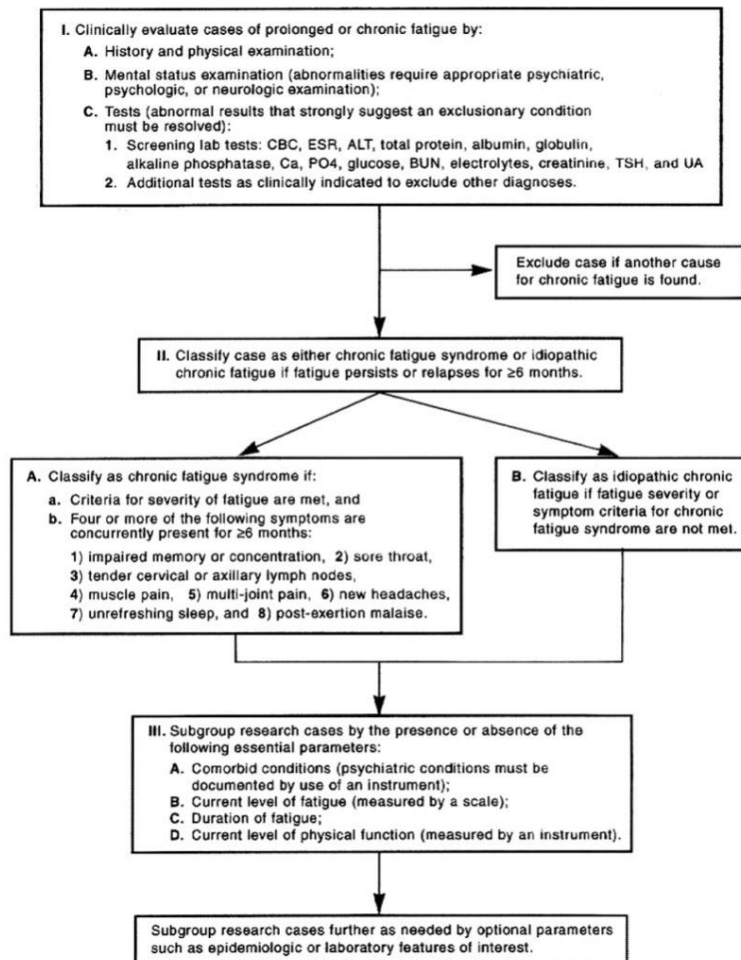 I. Clinically evaluate cases of prolonged or chronic fatigue by:
A. History and physical examination;
B. Mental status examination (abnormalities require appropriate psychiatric,
psychologic, or neurologic examination);
C. Tests (abnormal results that strongly suggest an exclusionary condition
must be resolved):
1. Screening lab tests: CBC, ESR, ALT, total protein, albumin, globulin,
alkaline phosphatase, Ca, PO4, glucose, BUN, electrolytes, creatinine, TSH, and UA
2. Additional tests as clinically indicated to exclude other diagnoses.
Exclude case if another cause
for chronic fatigue is found.
II. Classify case as either chronic fatigue syndrome or idiopathic
chronic fatigue if fatigue persists or relapses for ≥6 months.
A. Classify as chronic fatigue syndrome if:
a. Criteria for severity of fatigue are met, and
b. Four or more of the following symptoms are
concurrently present for ≥6 months:
1) impaired memory or concentration, 2) sore throat,
3) tender cervical or axillary lymph nodes,
4) muscle pain, 5) multi-joint pain, 6) new headaches,
7) unrefreshing sleep, and 8) post-exertion malaise.
B. Classify as idiopathic chronic
fatigue if fatigue severity or
symptom criteria for chronic
fatigue syndrome are not met.
III. Subgroup research cases by the presence or absence of the
following essential parameters:
A. Comorbid conditions (psychiatric conditions must be
documented by use of an instrument);
B. Current level of fatigue (measured by a scale);
C. Duration of fatigue;
D. Current level of physical function (measured by an instrument).
Subgroup research cases further as needed by optional parameters
such as epidemiologic or laboratory features of interest.